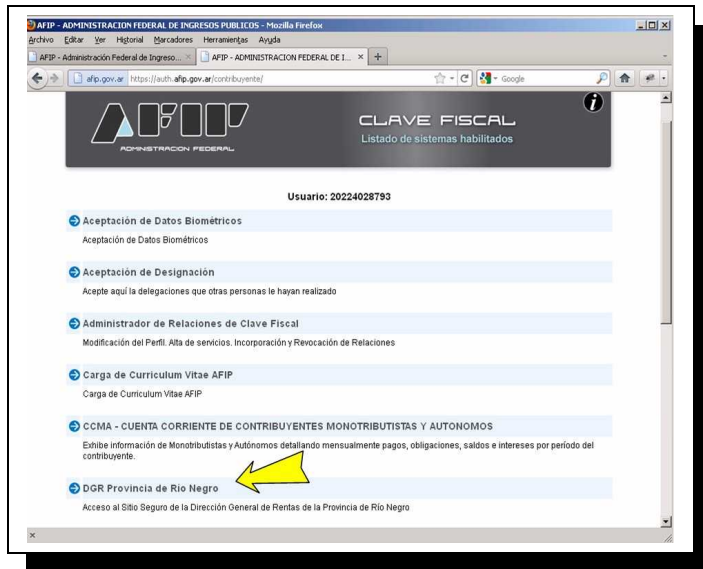 AFIP - ADMINISTRACION FEDERAL DE INGRESOS PUBLICOS - Mozilla Firefox
Archivo Editar Ver Historial Marcadores Herramientas Ayuda
AFIP - Administración Federal de Ingreso... × AFIP - ADMINISTRACION FEDERAL DE I... × +
afip.gov.ar https://auth.afip.gov.ar/contribuyente/ Google
AFIP
ADMINISTRACION FEDERAL
CLAVE FISCAL
Listado de sistemas habilitados
i
Usuario: 20224028793
Aceptación de Datos Biométricos
Aceptación de Datos Biométricos
Aceptación de Designación
Acepte aquí la delegaciones que otras personas le hayan realizado
Administrador de Relaciones de Clave Fiscal
Modificación del Perfil. Alta de servicios. Incorporación y Revocación de Relaciones
Carga de Curriculum Vitae AFIP
Carga de Curriculum Vitae AFIP
CCMA - CUENTA CORRIENTE DE CONTRIBUYENTES MONOTRIBUTISTAS Y AUTONOMOS
Exhibe información de Monotributistas y Autónomos detallando mensualmente pagos, obligaciones, saldos e intereses por período del
contribuyente.
DGR Provincia de Río Negro
Acceso al Sitio Seguro de la Dirección General de Rentas de la Provincia de Río Negro
×